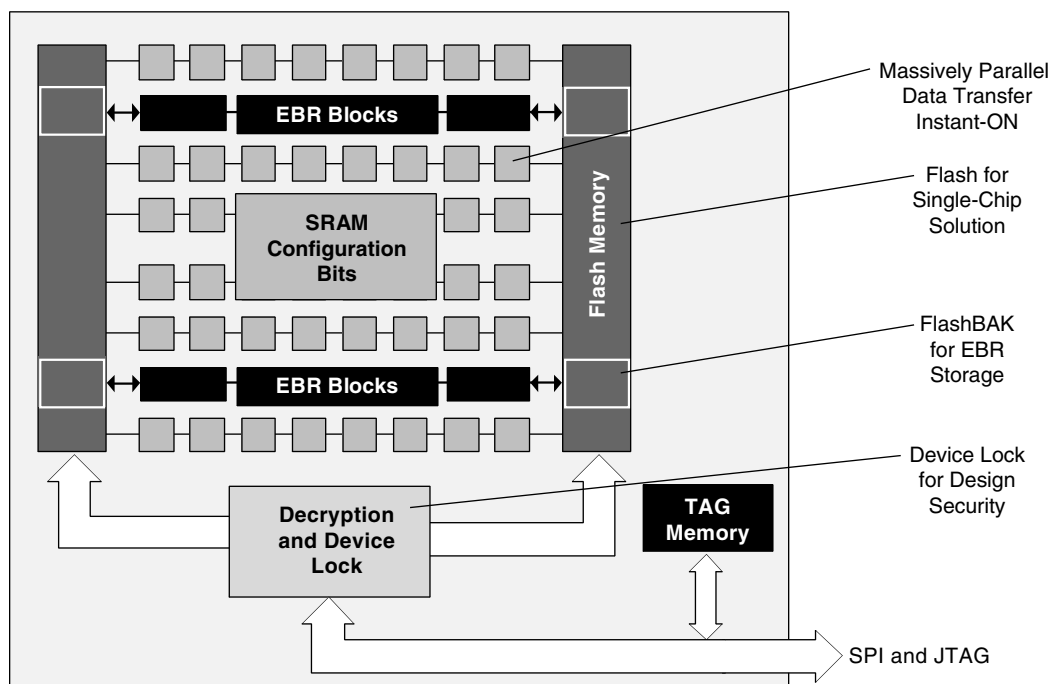 EBR Blocks
SRAM
Configuration
Bits
Flash Memory
EBR Blocks
Decryption
and Device
Lock
TAG
Memory
Massively Parallel
Data Transfer
Instant-ON
Flash for
Single-Chip
Solution
FlashBAK
for EBR
Storage
Device Lock
for Design
Security
SPI and JTAG